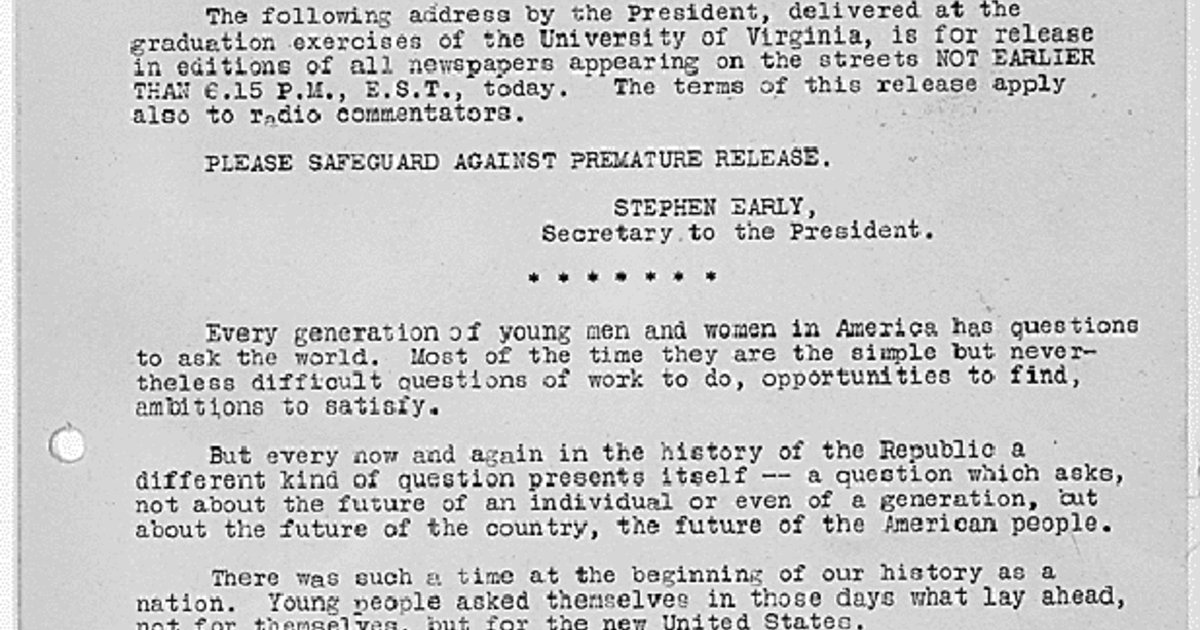 The following address by the President, delivered at the
graduation exercises of the University of Virginia, is for release
in editions of all newspapers appearing on the streets NOT EARLIER
THAN 6.15 P.M., E.S.T., today. The terms of this release apply
also to radio commentators.
PLEASE SAFEGUARD AGAINST PREMATURE RELEASE.
STEPHEN EARLY,
Secretary to the President.
* * * * * * *
Every generation of young men and women in America has questions
to ask the world. Most of the time they are the simple but never-
theless difficult questions of work to do, opportunities to find,
ambitions to satisfy.
But every now and again in the history of the Republic a
different kind of question presents itself -- a question which asks,
not about the future of an individual or even of a generation, but
about the future of the country, the future of the American people.
There was such a time at the beginning of our history as a
nation. Young people asked themselves in those days what lay ahead,
not for themselves, but for the new United States.